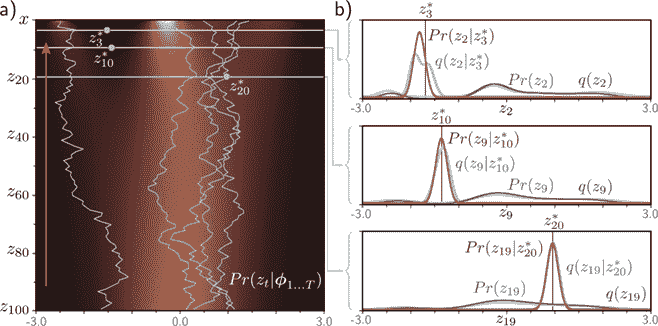 a)
x
z*3
z*10
z20
z*20
z40
z60
z80
Pr(zt|ϕ1...T)
z100
-3.0 0.0 3.0
b)
z*3
Pr(z2|z*3)
q(z2|z*3)
Pr(z2) q(z2)
-3.0 z2 3.0
z*10
Pr(z9|z*10)
q(z9|z*10)
Pr(z9) q(z9)
-3.0 z9 3.0
z*20
Pr(z19|z*20)
q(z19|z*20)
Pr(z19) q(z19)
-3.0 z19 3.0